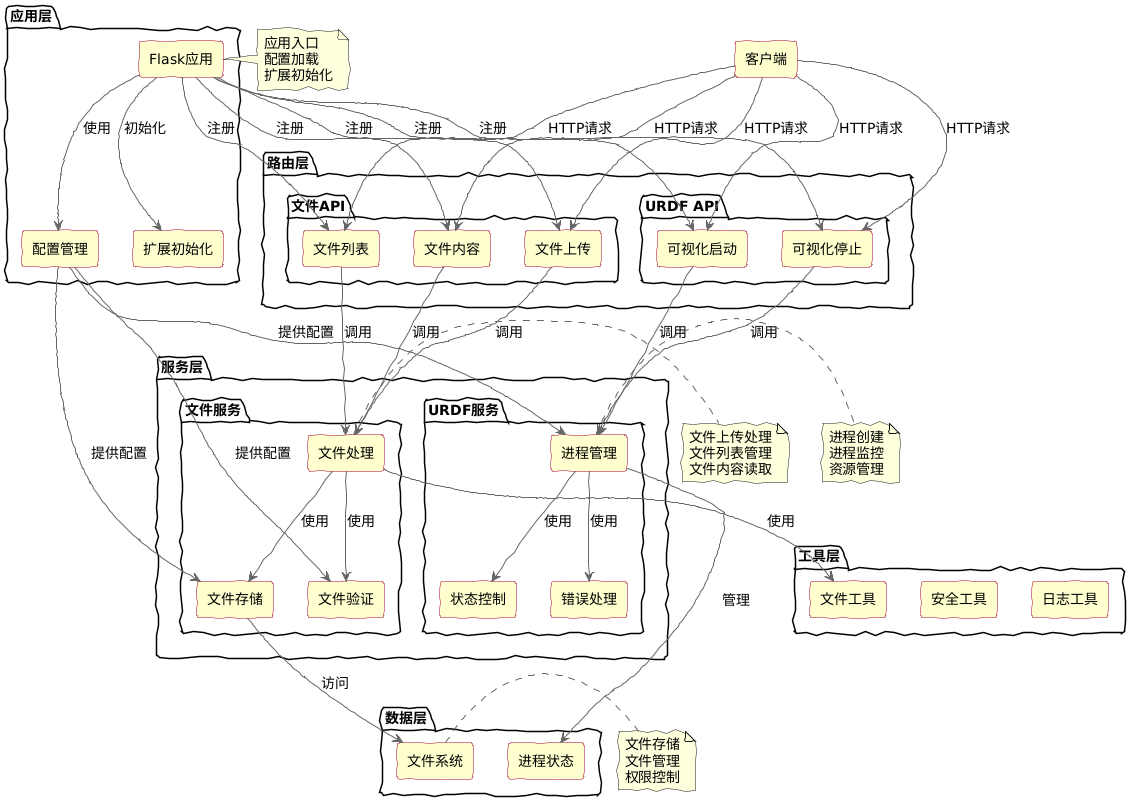 应用层
Flask应用
应用入口
配置加载
扩展初始化
客户端
使用
初始化
注册
注册
注册
注册
注册
HTTP请求
HTTP请求
HTTP请求
HTTP请求
HTTP请求
路由层
文件API
URDF API
配置管理
扩展初始化
文件列表
文件内容
文件上传
可视化启动
可视化停止
提供配置
调用
调用
调用
调用
调用
服务层
文件服务
URDF服务
文件处理
进程管理
文件上传处理
文件列表管理
文件内容读取
进程创建
进程监控
资源管理
提供配置
提供配置
使用
使用
使用
使用
使用
工具层
文件存储
文件验证
状态控制
错误处理
管理
文件工具
安全工具
日志工具
访问
数据层
文件系统
进程状态
文件存储
文件管理
权限控制